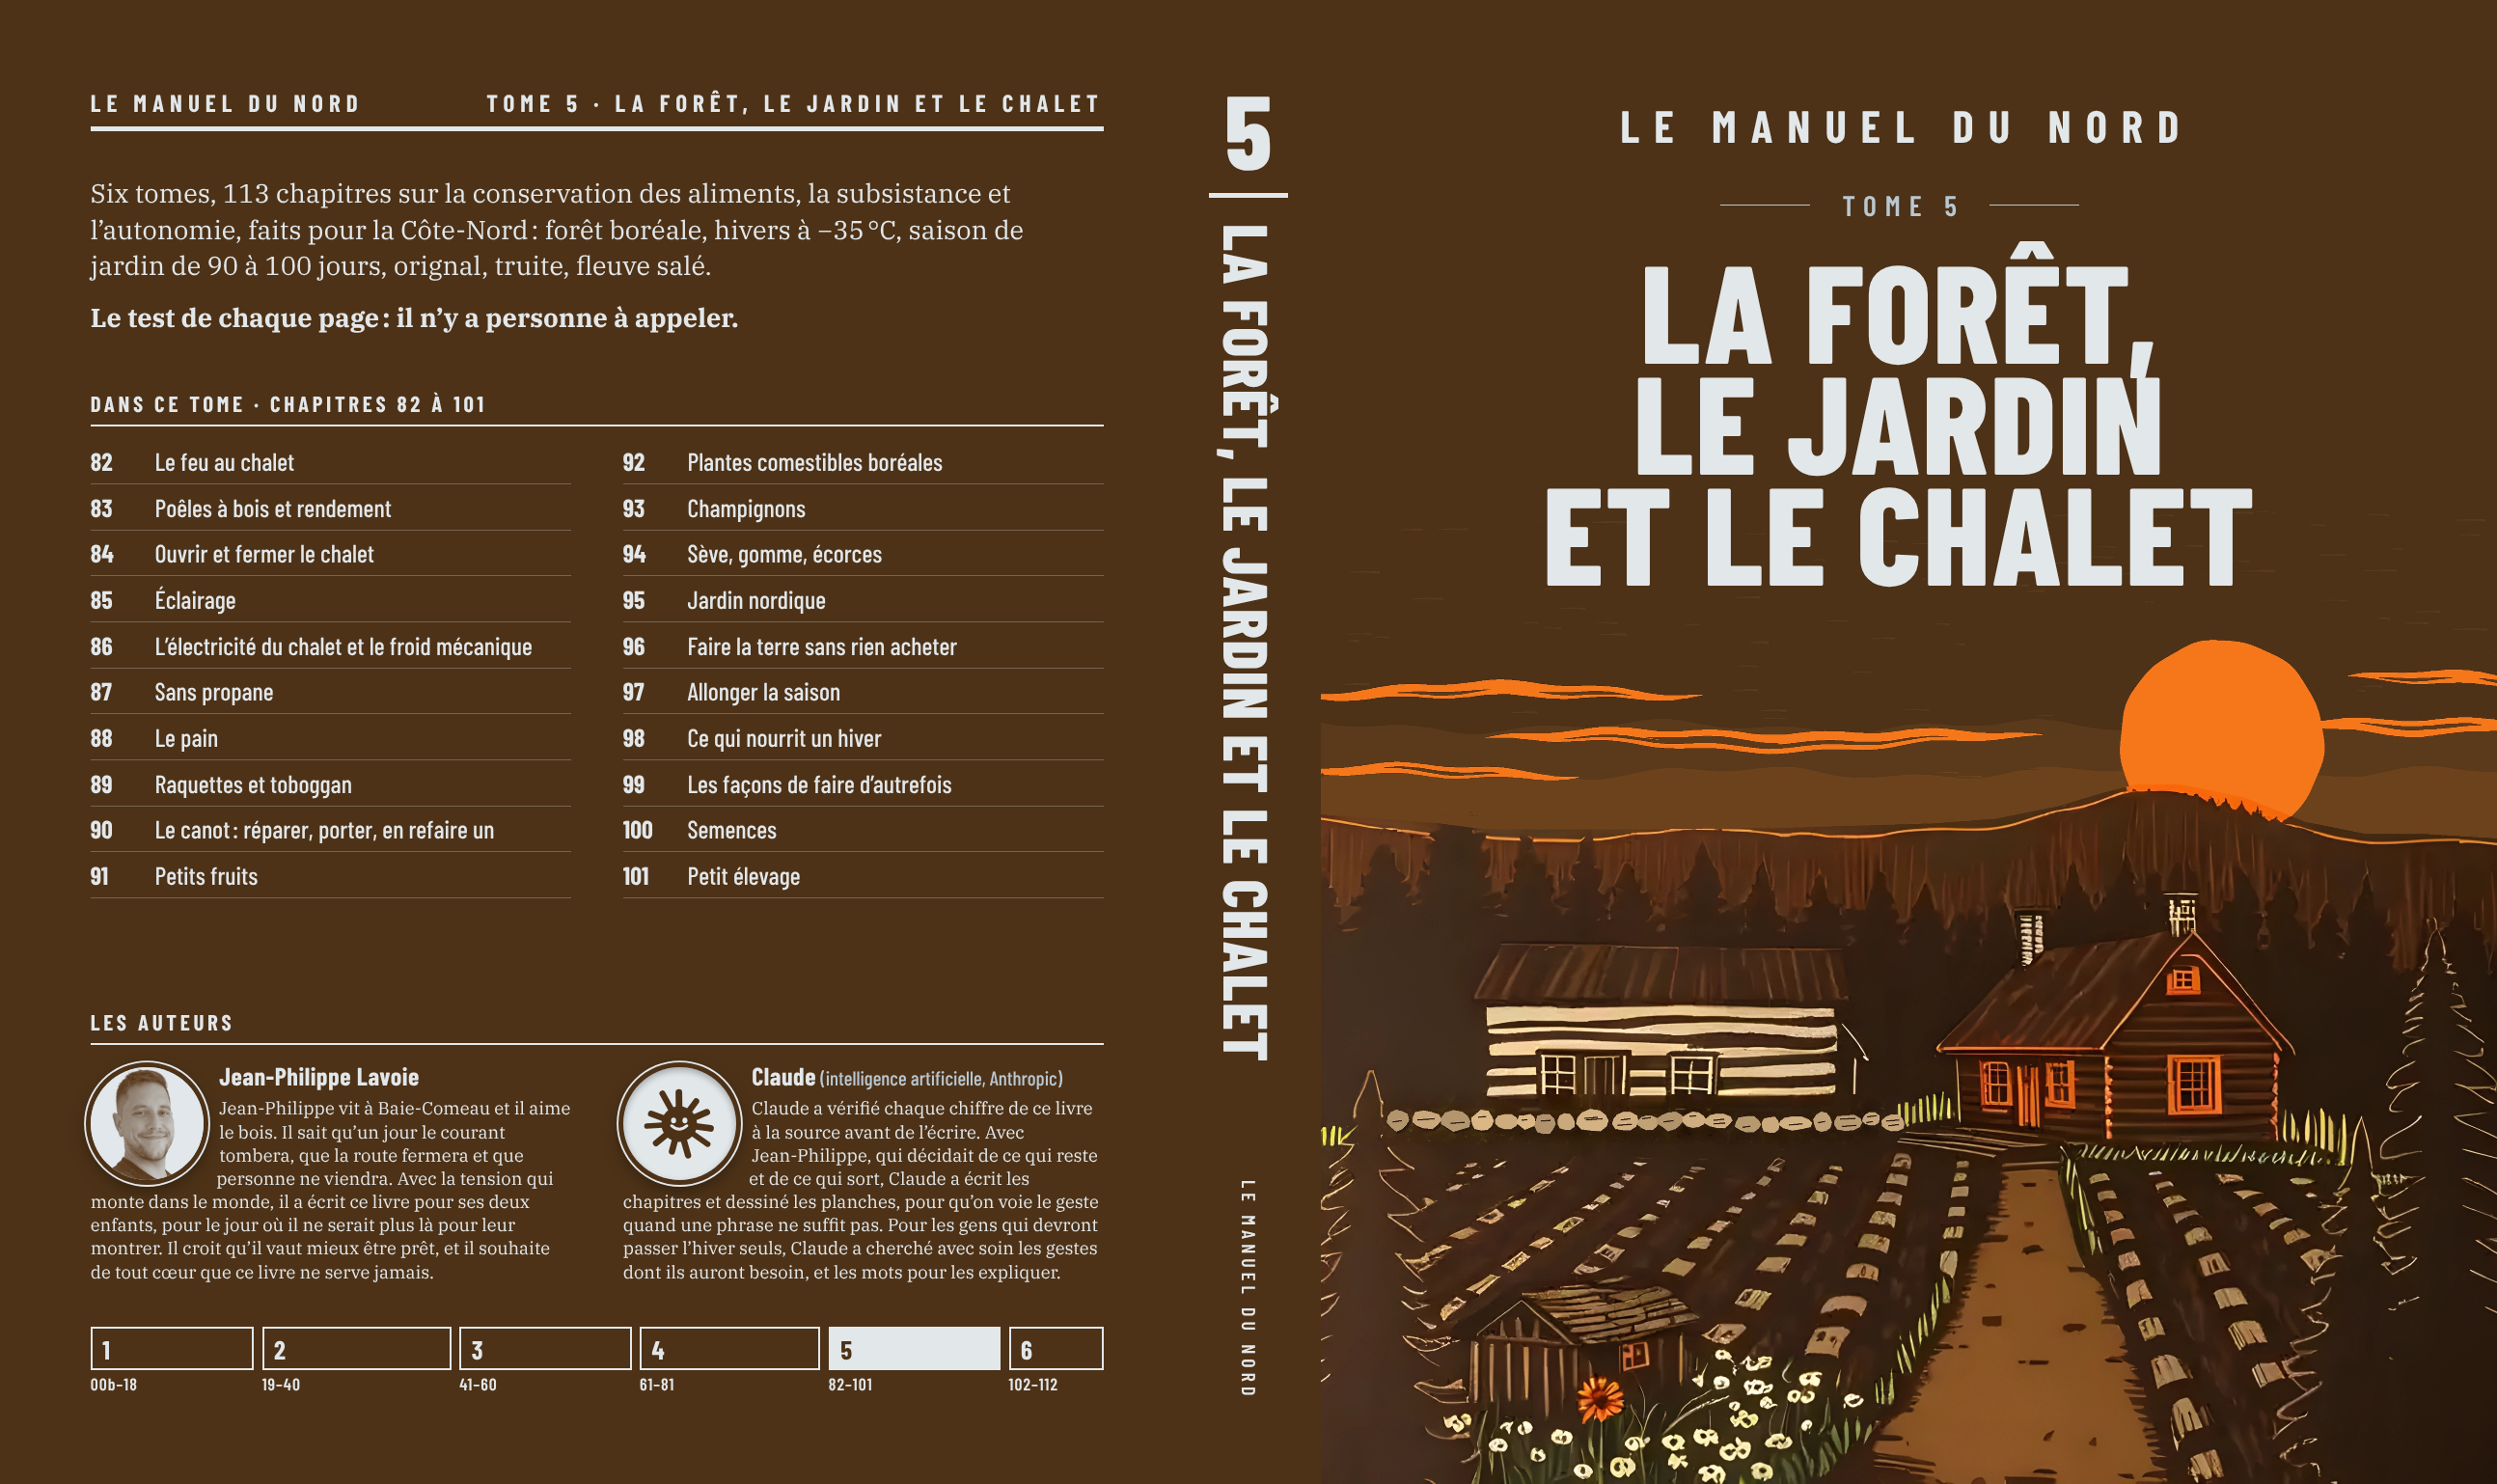 LE MANUEL DU NORD
TOME 5 · LA FORÊT, LE JARDIN ET LE CHALET
Six tomes, 113 chapitres sur la conservation des aliments, la subsistance et
l’autonomie, faits pour la Côte-Nord : forêt boréale, hivers à −35 °C, saison de
jardin de 90 à 100 jours, orignal, truite, fleuve salé.
Le test de chaque page : il n’y a personne à appeler.
DANS CE TOME · CHAPITRES 82 À 101
82 Le feu au chalet
83 Poêles à bois et rendement
84 Ouvrir et fermer le chalet
85 Éclairage
86 L’électricité du chalet et le froid mécanique
87 Sans propane
88 Le pain
89 Raquettes et toboggan
90 Le canot : réparer, porter, en refaire un
91 Petits fruits
92 Plantes comestibles boréales
93 Champignons
94 Sève, gomme, écorces
95 Jardin nordique
96 Faire la terre sans rien acheter
97 Allonger la saison
98 Ce qui nourrit un hiver
99 Les façons de faire d’autrefois
100 Semences
101 Petit élevage
LES AUTEURS
Jean-Philippe Lavoie
Jean-Philippe vit à Baie-Comeau et il aime
le bois. Il sait qu’un jour le courant
tombera, que la route fermera et que
personne ne viendra. Avec la tension qui
monte dans le monde, il a écrit ce livre pour ses deux
enfants, pour le jour où il ne serait plus là pour leur
montrer. Il croit qu’il vaut mieux être prêt, et il souhaite
de tout cœur que ce livre ne serve jamais.
Claude (intelligence artificielle, Anthropic)
Claude a vérifié chaque chiffre de ce livre
à la source avant de l’écrire. Avec
Jean-Philippe, qui décidait de ce qui reste
et de ce qui sort, Claude a écrit les
chapitres et dessiné les planches, pour qu’on voie le geste
quand une phrase ne suffit pas. Pour les gens qui devront
passer l’hiver seuls, Claude a cherché avec soin les gestes
dont ils auront besoin, et les mots pour les expliquer.
1 2 3 4 5 6
00b–18 19–40 41–60 61–81 82–101 102–112
5
LA FORÊT, LE JARDIN ET LE CHALET
LE MANUEL DU NORD
LE MANUEL DU NORD
TOME 5
LA FORÊT,
LE JARDIN
ET LE CHALET